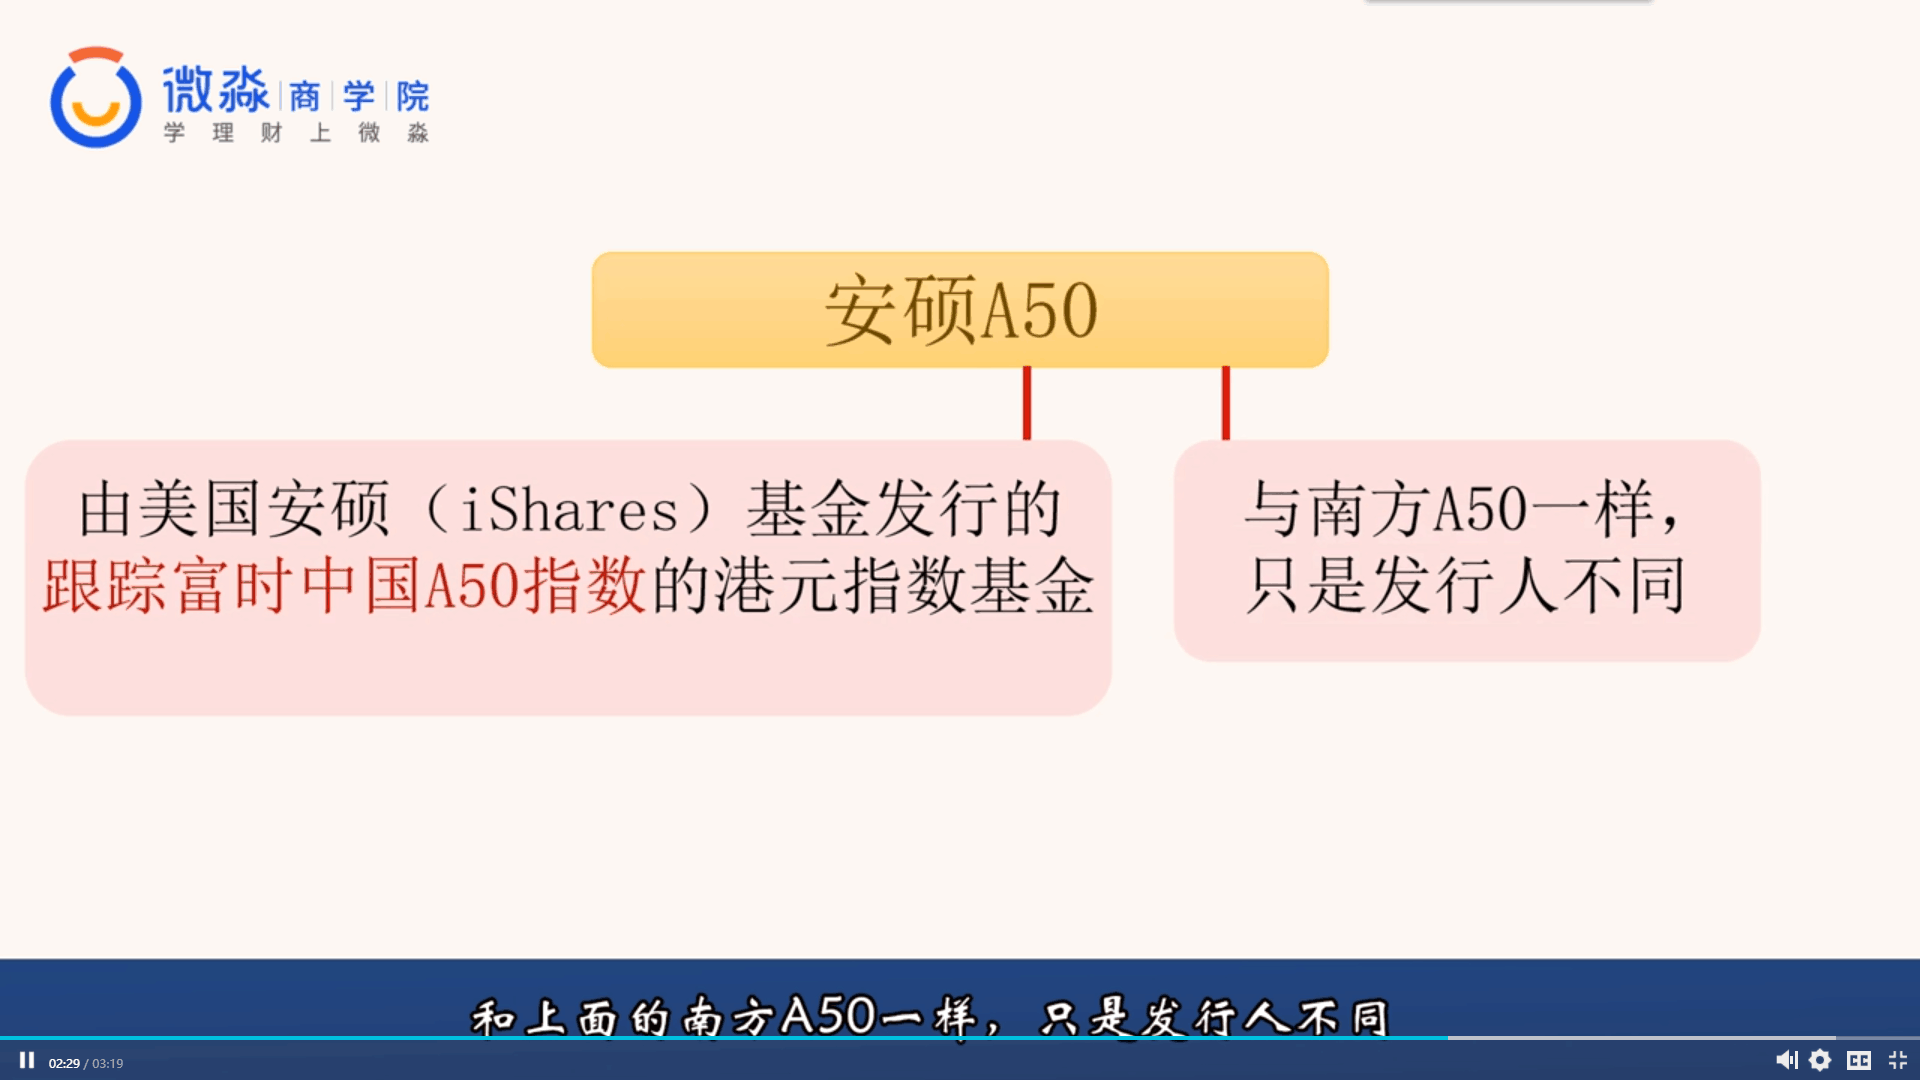 微淼商学院
学理财上微淼
安硕A50
由美国安硕（iShares）基金发行的
跟踪富时中国A50指数的港元指数基金
与南方A50一样，
只是发行人不同
和上面的南方A50一样，只是发行人不同
02:29 / 03:19
CC